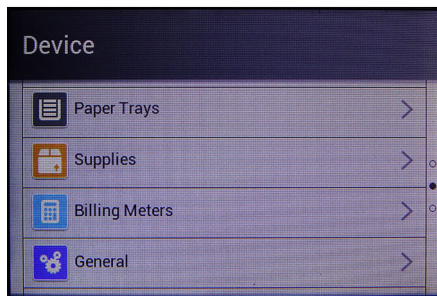 Device
Paper Trays
Supplies
Billing Meters
General